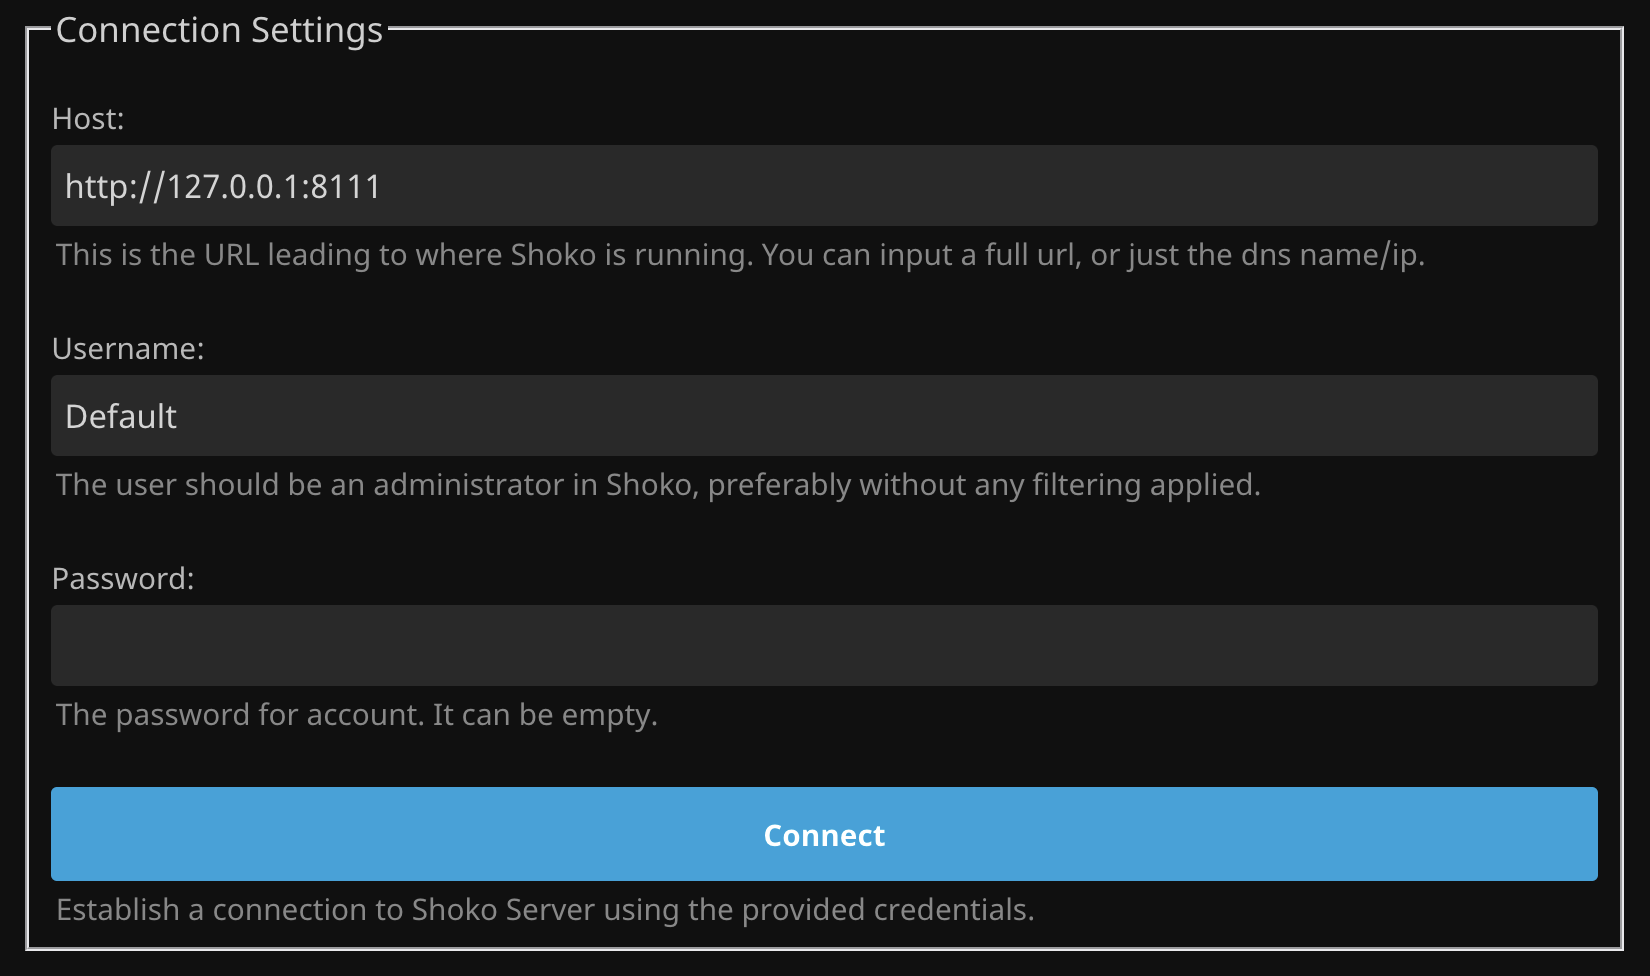 Connection Settings
Host:
http://127.0.0.1:8111
This is the URL leading to where Shoko is running. You can input a full url, or just the dns name/ip.
Username:
Default
The user should be an administrator in Shoko, preferably without any filtering applied.
Password:
The password for account. It can be empty.
Connect
Establish a connection to Shoko Server using the provided credentials.